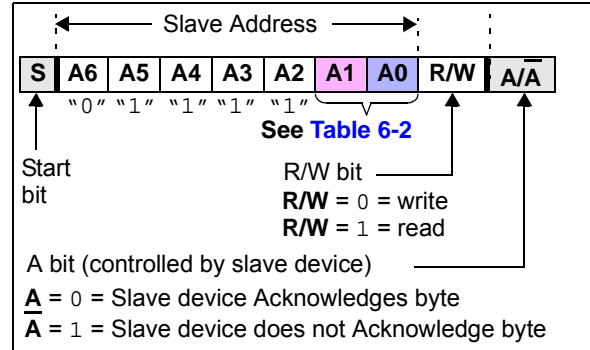 Slave Address
S A6 A5 A4 A3 A2 A1 A0 R/W A/A̅
"0" "1" "1" "1" "1"
See Table 6-2
Start
bit
R/W bit
R/W = 0 = write
R/W = 1 = read
A bit (controlled by slave device)
A = 0 = Slave device Acknowledges byte
A̅ = 1 = Slave device does not Acknowledge byte